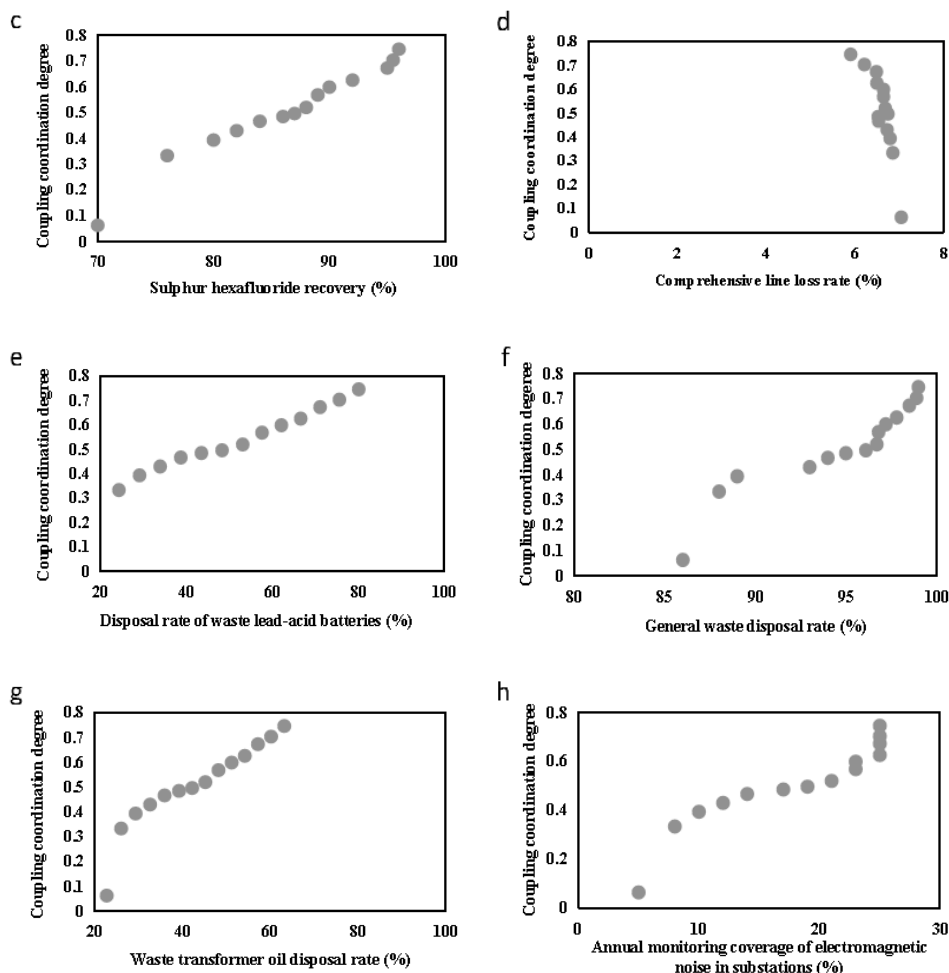 c
Coupling coordination degree
0.8
0.7
0.6
0.5
0.4
0.3
0.2
0.1
0
70 80 90 100
Sulphur hexafluoride recovery (%)
d
Coupling coordination degree
0.8
0.7
0.6
0.5
0.4
0.3
0.2
0.1
0
0 2 4 6 8
Comprehensive line loss rate (%)
e
Coupling coordination degree
0.8
0.7
0.6
0.5
0.4
0.3
0.2
0.1
0
20 40 60 80 100
Disposal rate of waste lead-acid batteries (%)
f
Coupling coordination degeree
0.8
0.7
0.6
0.5
0.4
0.3
0.2
0.1
0
80 85 90 95 100
General waste disposal rate (%)
g
Coupling coordination degree
0.8
0.7
0.6
0.5
0.4
0.3
0.2
0.1
0
20 40 60 80 100
Waste transformer oil disposal rate (%)
h
Coupling coordination degree
0.8
0.6
0.4
0.2
0
0 10 20 30
Annual monitoring coverage of electromagnetic
noise in substations (%)